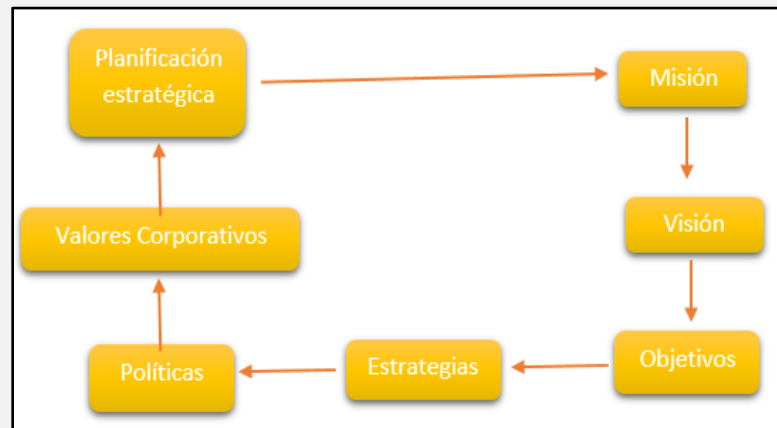 Planificación
estratégica
Misión
Visión
Objetivos
Estrategias
Políticas
Valores Corporativos